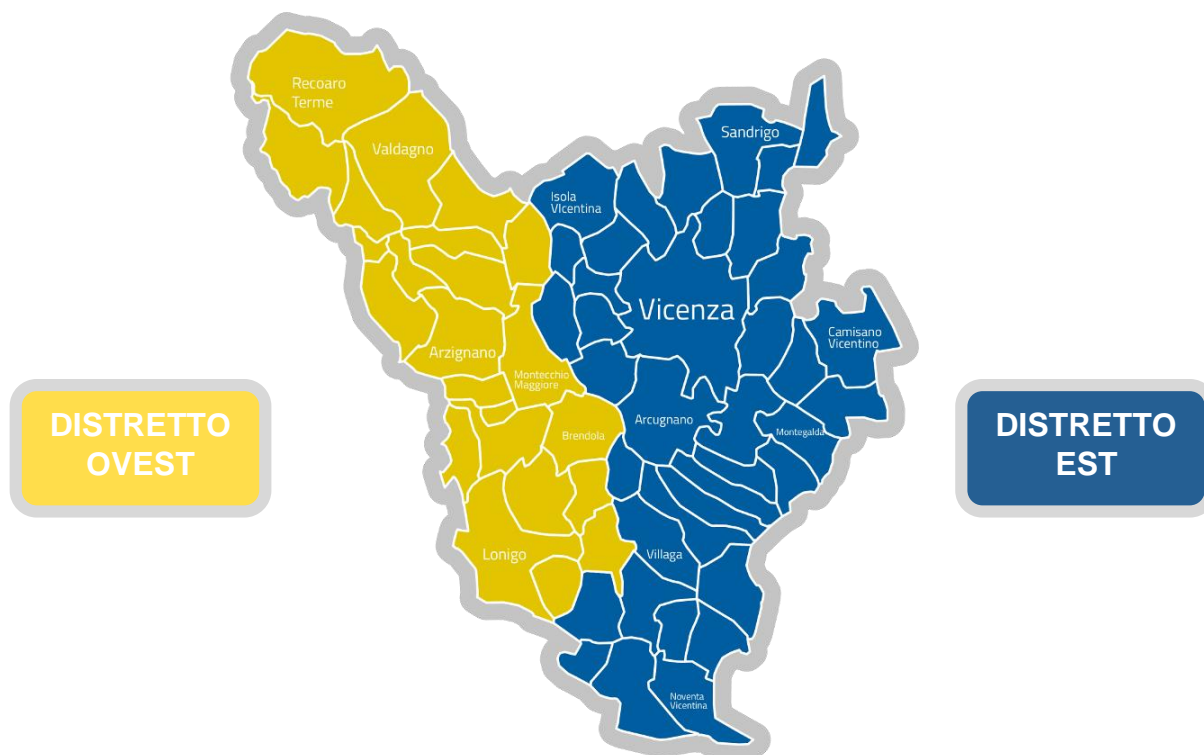 Recoaro
Terme
Valdagno
Sandrigo
Isola
VIcentina
Vicenza
Camisano
Vicentino
Arzignano
Montecchio
Maggiore
DISTRETTO
OVEST
Brendola
Arcugnano
Montegalda
DISTRETTO
EST
Lonigo
Villaga
Noventa
Vicentina